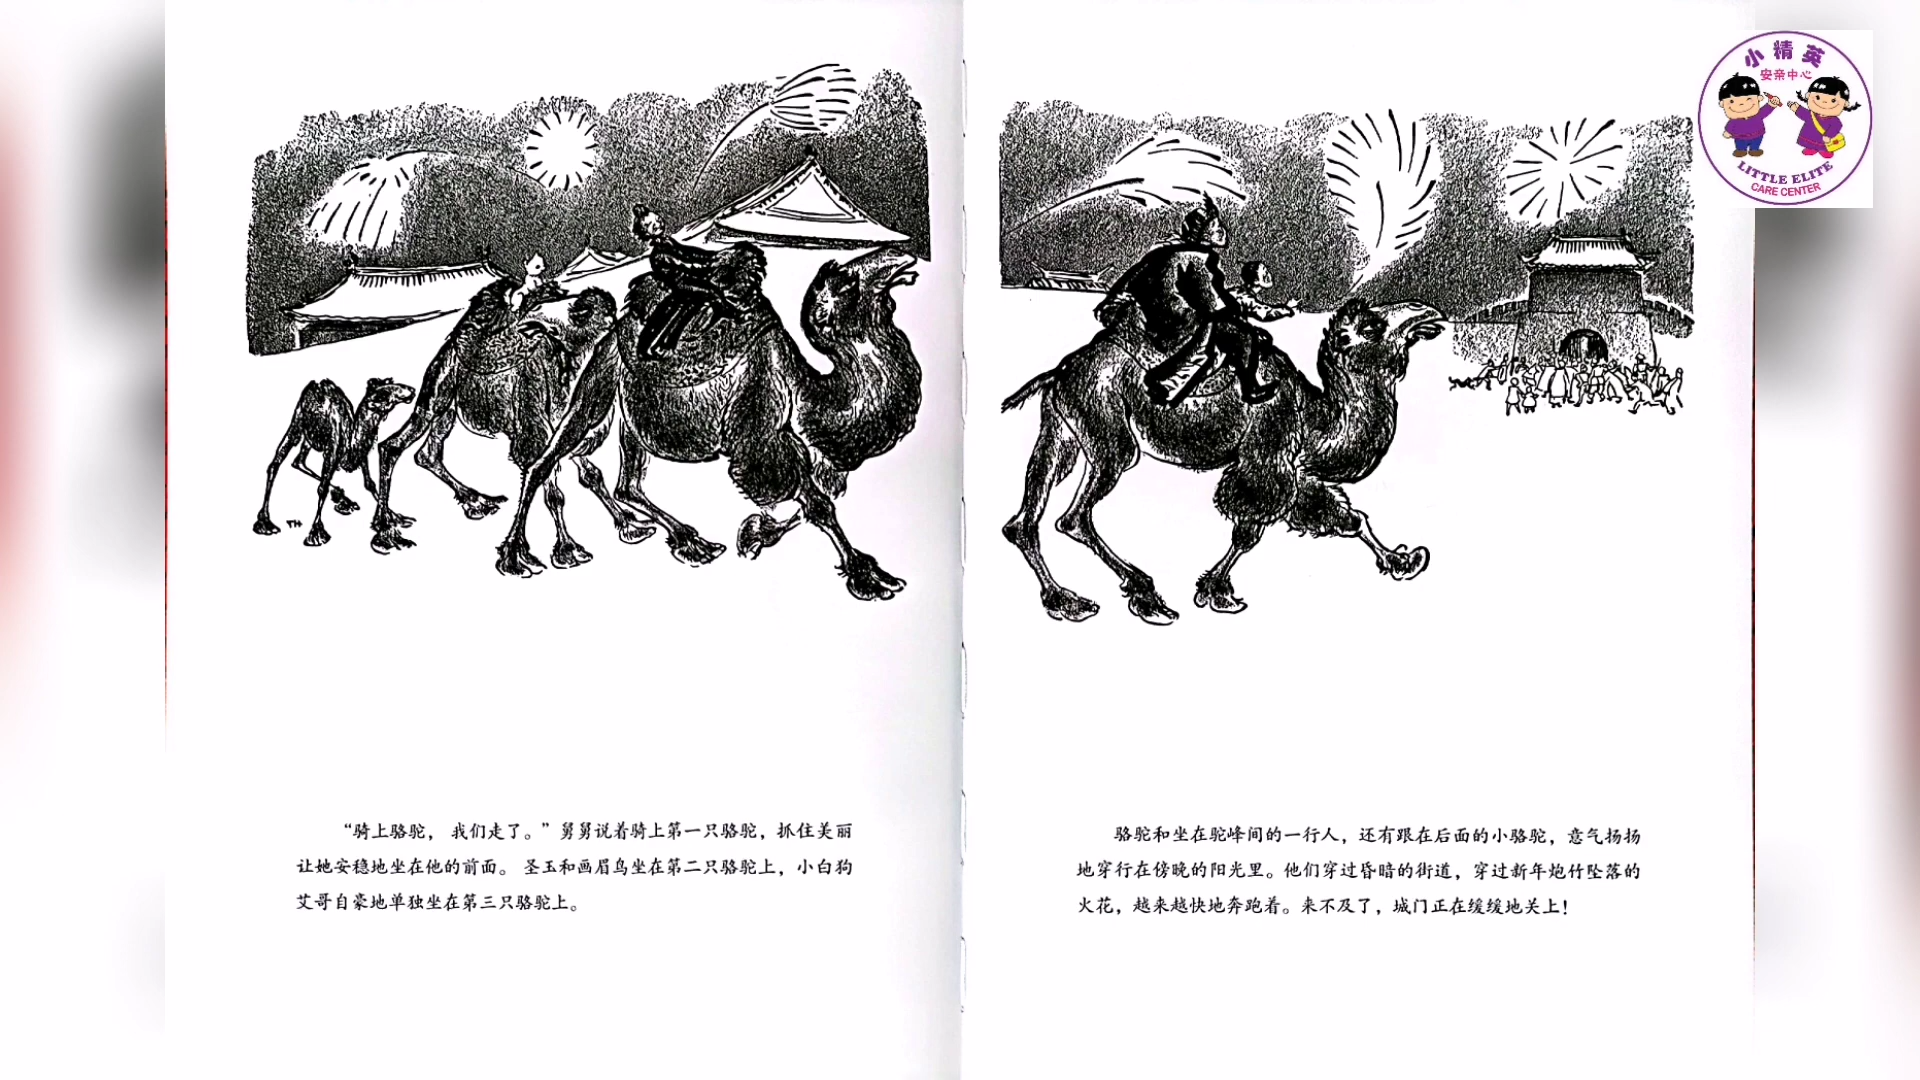 小精英
安亲中心
LITTLE ELITE
CARE CENTER
TH
“骑上骆驼， 我们走了。”舅舅说着骑上第一只骆驼，抓住美丽
让她安稳地坐在他的前面。 圣玉和画眉鸟坐在第二只骆驼上，小白狗
艾哥自豪地单独坐在第三只骆驼上。
骆驼和坐在驼峰间的一行人，还有跟在后面的小骆驼，意气扬扬
地穿行在傍晚的阳光里。他们穿过昏暗的街道，穿过新年炮竹坠落的
火花，越来越快地奔跑着。来不及了，城门正在缓缓地关上！